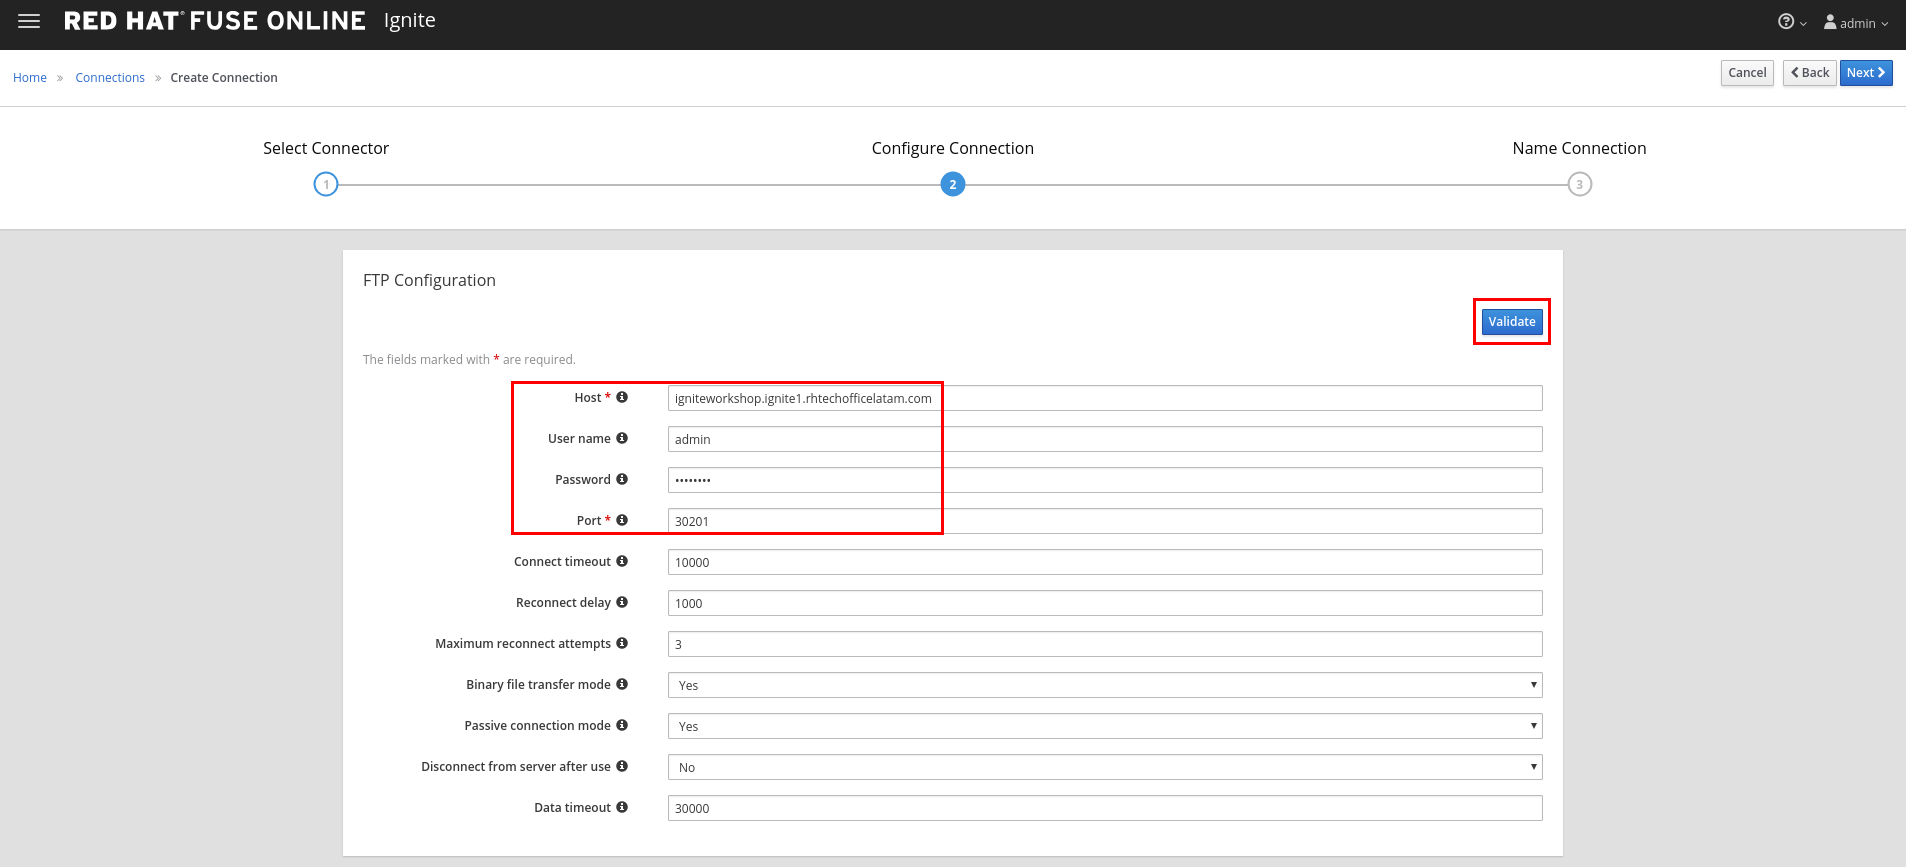 RED HAT® FUSE ONLINE Ignite
admin
Home » Connections » Create Connection
Cancel Back Next
Select Connector Configure Connection Name Connection
1 2 3
FTP Configuration
Validate
The fields marked with * are required.
Host * igniteworkshop.ignite1.rhtechofficelatam.com
User name admin
Password ••••••••
Port * 30201
Connect timeout 10000
Reconnect delay 1000
Maximum reconnect attempts 3
Binary file transfer mode Yes
Passive connection mode Yes
Disconnect from server after use No
Data timeout 30000